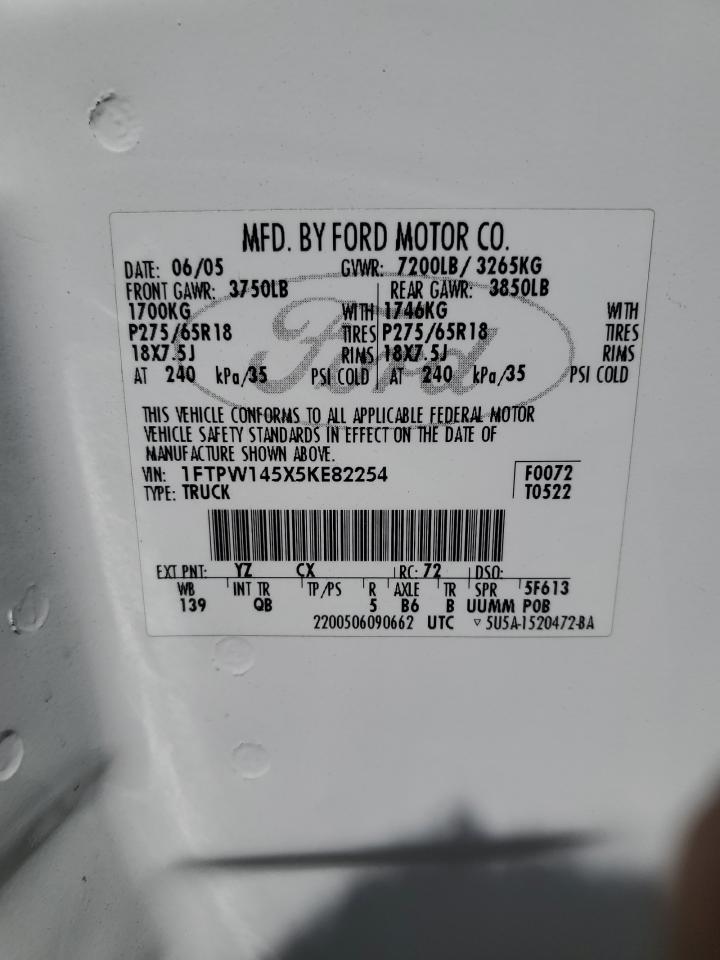 MFD. BY FORD MOTOR CO.
DATE: 06/05 GVWR: 7200LB/ 3265KG
FRONT GAWR: 3750LB REAR GAWR: 3850LB
1700KG WITH 1746KG WITH
P275/65R18 TIRES P275/65R18 TIRES
18X7.5J RIMS 18X7.5J RIMS
AT 240 kPa/35 PSI COLD AT 240 kPa/35 PSI COLD
Ford
THIS VEHICLE CONFORMS TO ALL APPLICABLE FEDERAL MOTOR
VEHICLE SAFETY STANDARDS IN EFFECT ON THE DATE OF
MANUFACTURE SHOWN ABOVE.
VIN: 1FTPW145X5KE82254 F0072
TYPE: TRUCK T0522
EXT PNT: YZ CX RC: 72 DSO:
WB INT TR TP/PS R AXLE TR SPR 5F613
139 QB 5 B6 B UUMM POB
2200506090662 UTC ▽ 5U5A-1520472-BA